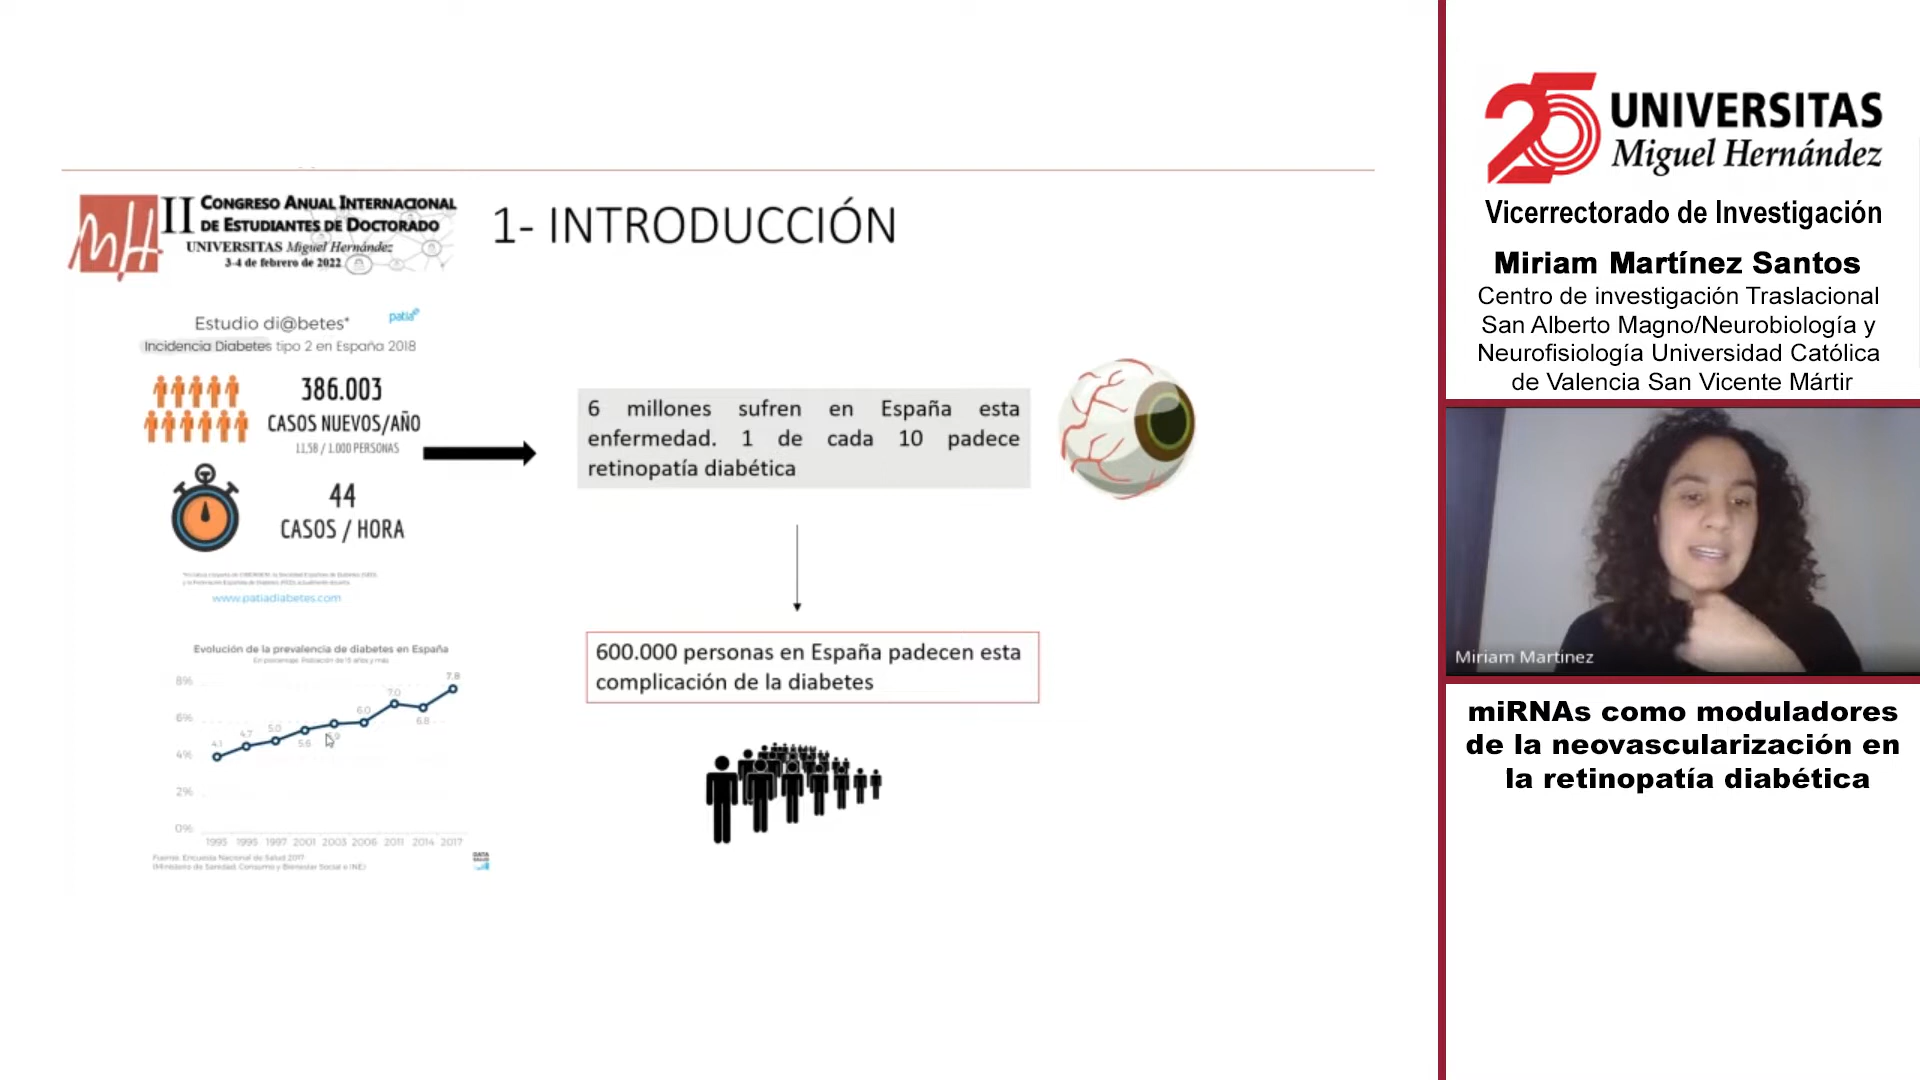 II CONGRESO ANUAL INTERNACIONAL
DE ESTUDIANTES DE DOCTORADO
UNIVERSITAS Miguel Hernández
3-4 de febrero de 2022
1- INTRODUCCIÓN
Estudio di@betes*
patia
Incidencia Diabetes tipo 2 en España 2018
386.003
CASOS NUEVOS/AÑO
11,58 / 1.000 PERSONAS
44
CASOS / HORA
www.patiadiabetes.com
6 millones sufren en España esta
enfermedad. 1 de cada 10 padece
retinopatía diabética
600.000 personas en España padecen esta
complicación de la diabetes
Evolución de la prevalencia de diabetes en España
En porcentaje. Población de 15 años y más
8%
6%
4%
2%
0%
4.1
4.7
5.0
5.6
6.0
7.0
6.8
7.8
1993 1995 1997 2001 2003 2006 2011 2014 2017
Fuente: Encuesta Nacional de Salud 2017
(Ministerio de Sanidad, Consumo y Bienestar Social e INE)
25 UNIVERSITAS
Miguel Hernández
Vicerrectorado de Investigación
Miriam Martínez Santos
Centro de investigación Traslacional
San Alberto Magno/Neurobiología y
Neurofisiología Universidad Católica
de Valencia San Vicente Mártir
Miriam Martinez
miRNAs como moduladores
de la neovascularización en
la retinopatía diabética